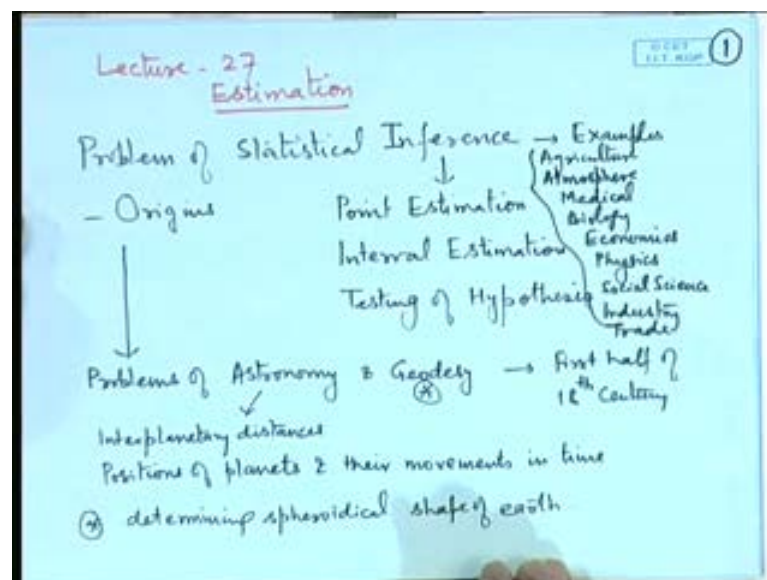 Lecture - 27
Estimation
I.I.T. KGP
1
Problem of Statistical Inference → Examples
- Origins
↓
Point Estimation
Interval Estimation
Testing of Hypothesis
Agriculture
Atmosphere
Medical
Biology
Economics
Physics
Social Science
Industry
Trade
Problems of Astronomy & Geodesy → First half of
18th Century
Interplanetary distances
Positions of planets & their movements in time
(*) determining spheroidical shape of earth